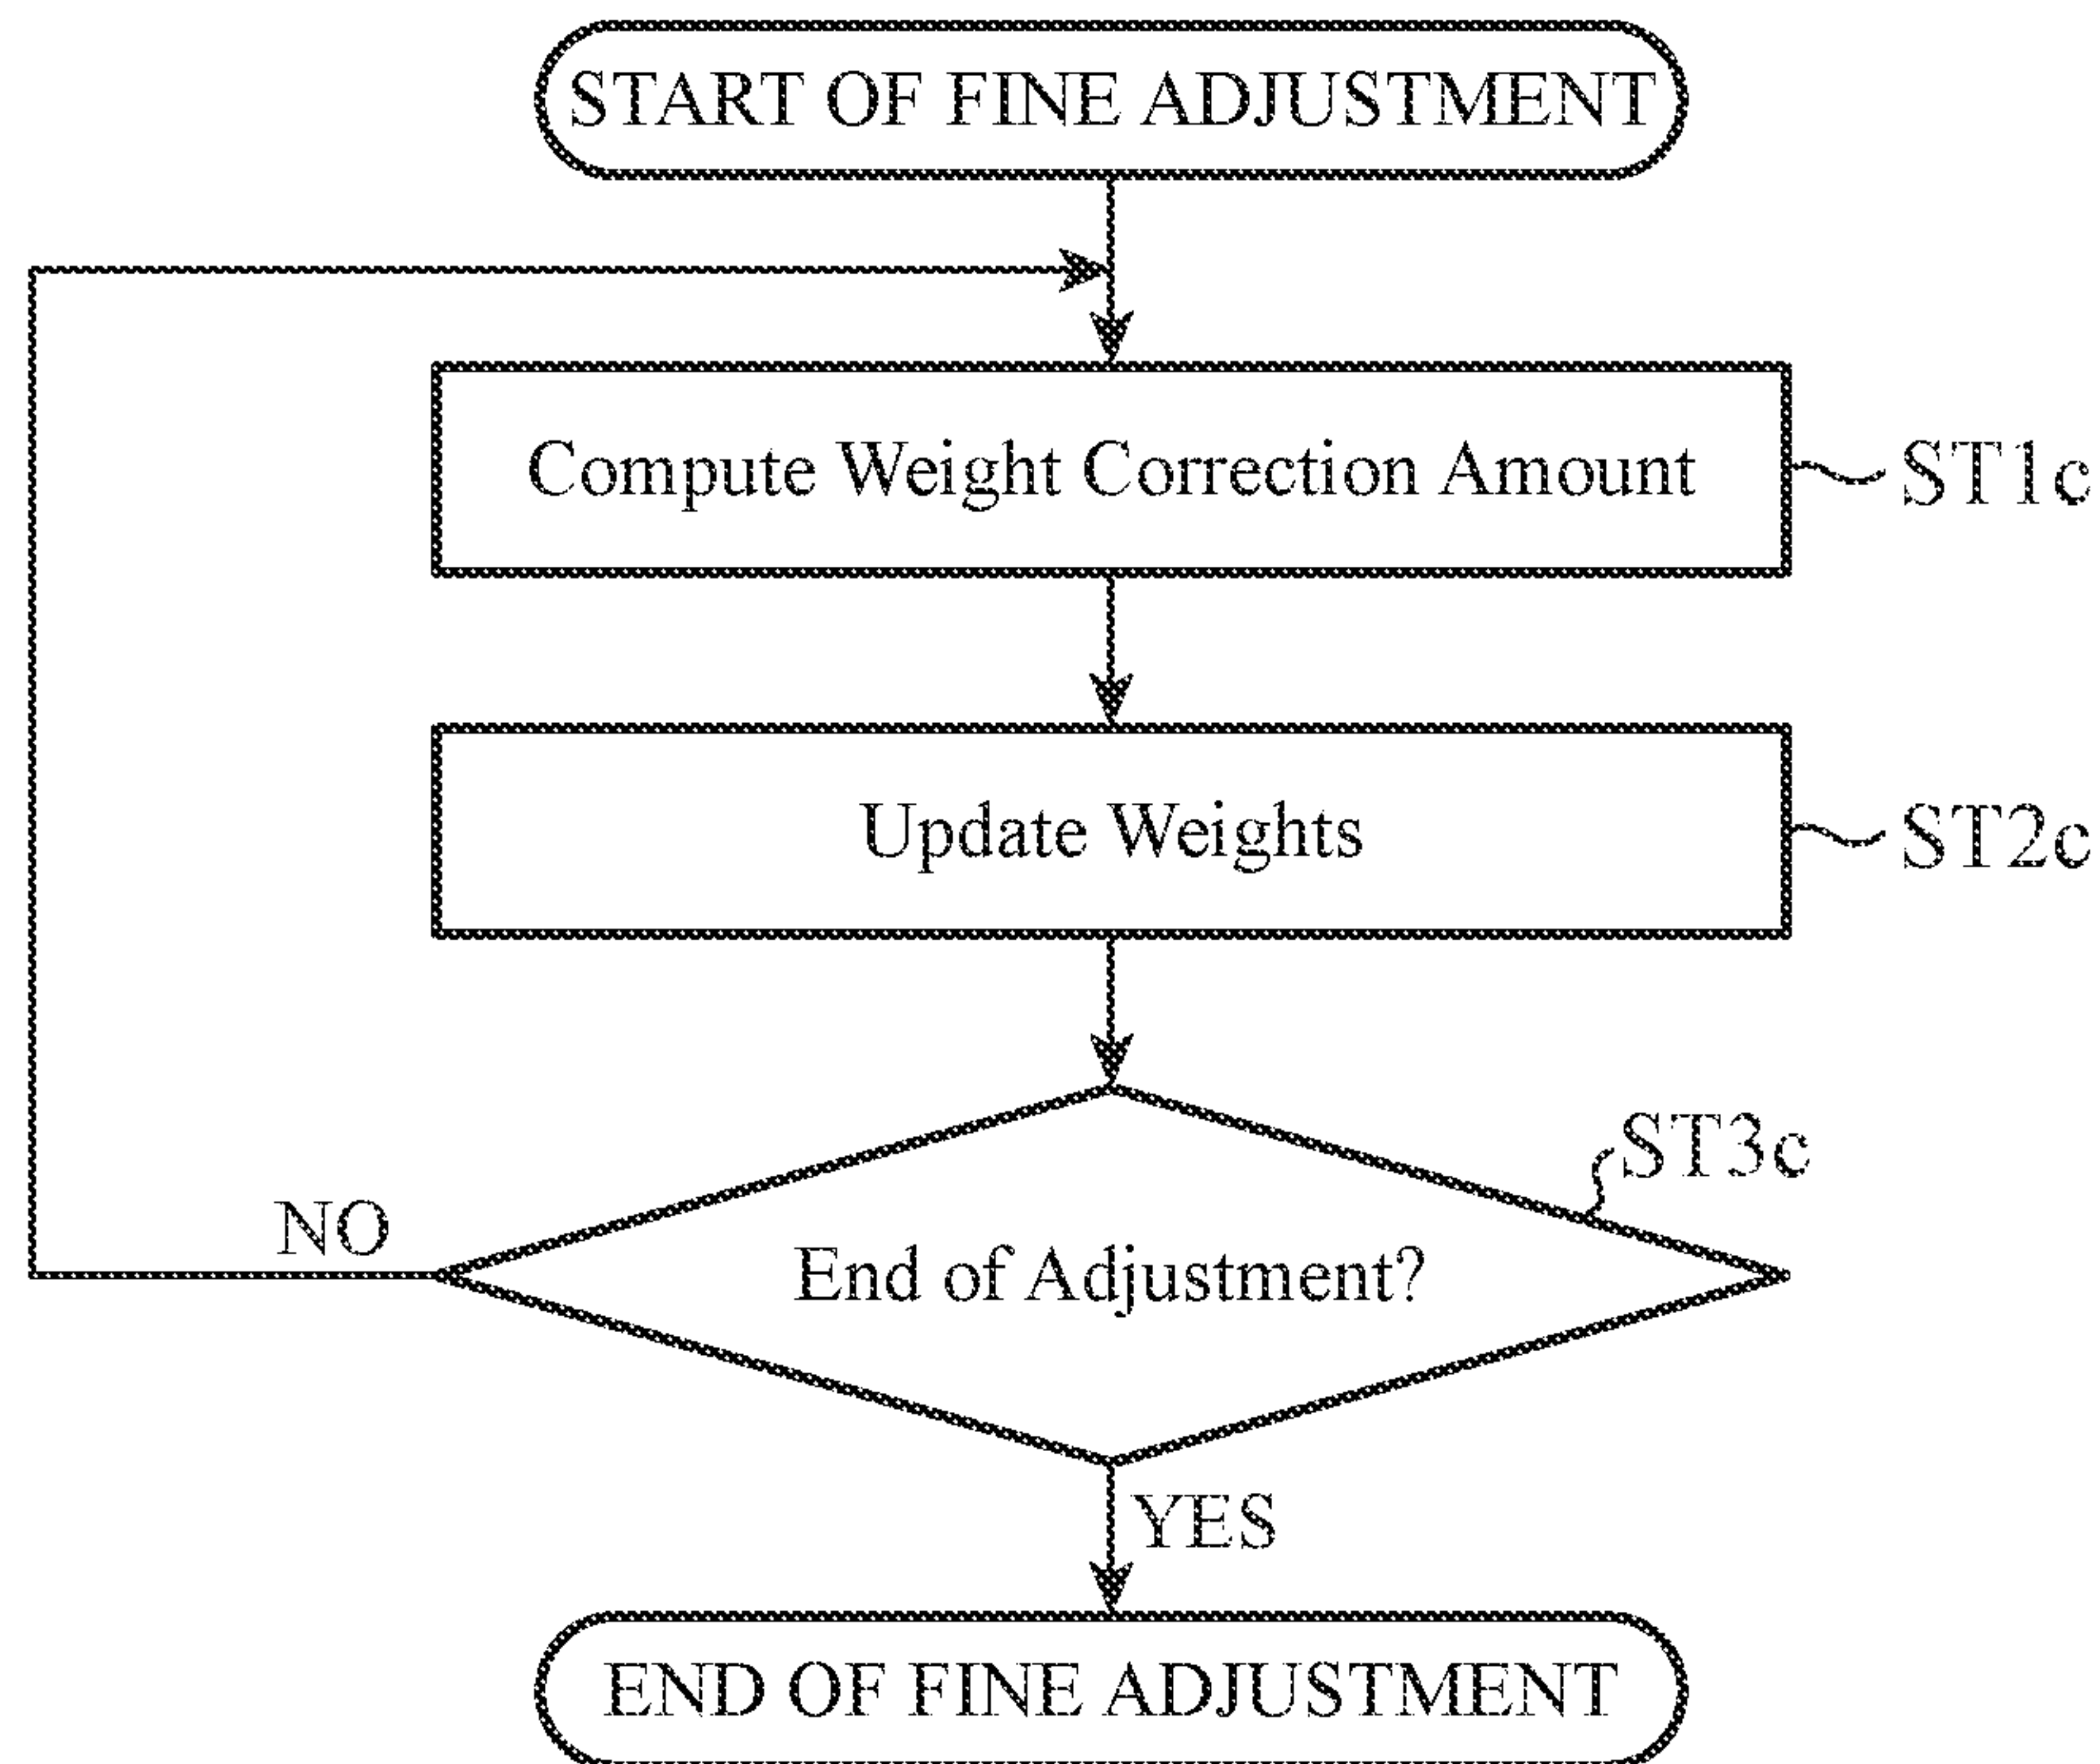 START OF FINE ADJUSTMENT
Compute Weight Correction Amount
ST1c
Update Weights
ST2c
ST3c
NO
End of Adjustment?
YES
END OF FINE ADJUSTMENT